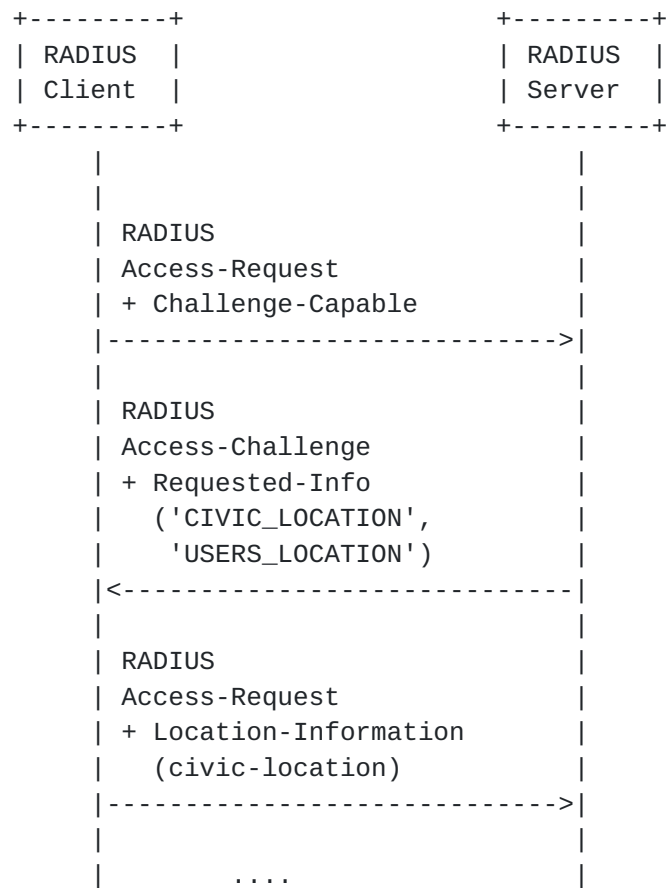 +---------+                    +---------+
| RADIUS  |                    | RADIUS  |
| Client  |                    | Server  |
+---------+                    +---------+
     |                              |
     |                              |
     | RADIUS                       |
     | Access-Request               |
     | + Challenge-Capable          |
     |----------------------------->|
     |                              |
     | RADIUS                       |
     | Access-Challenge             |
     | + Requested-Info             |
     |   ('CIVIC_LOCATION',         |
     |    'USERS_LOCATION')         |
     |<-----------------------------|
     |                              |
     | RADIUS                       |
     | Access-Request               |
     | + Location-Information       |
     |   (civic-location)           |
     |----------------------------->|
     |                              |
     |        ....                  |